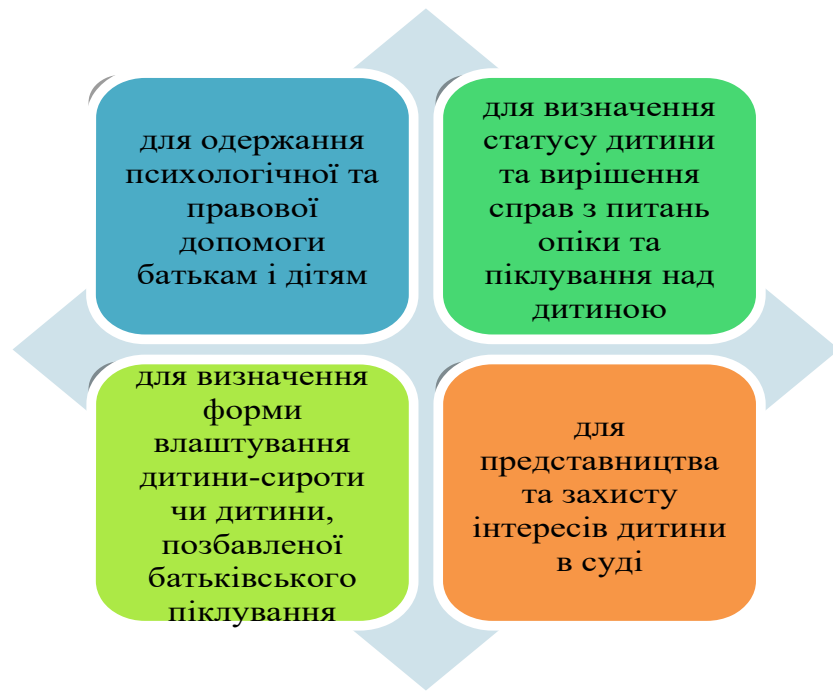 для одержання
психологічної та
правової
допомоги
батькам і дітям
для визначення
статусу дитини
та вирішення
справ з питань
опіки та
піклування над
дитиною
для визначення
форми
влаштування
дитини-сироти
чи дитини,
позбавленої
батьківського
піклування
для
представництва
та захисту
інтересів дитини
в суді